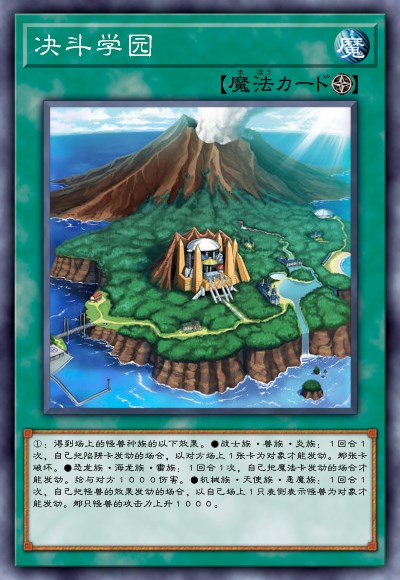 决斗学园
魔
【魔法カード】
まほう
①：得到场上的怪兽种族的以下效果。●战士族・兽族・炎族：1回合1
次，自己把陷阱卡发动的场合，以对方场上1张卡为对象才能发动。那张卡
破坏。●恐龙族・海龙族・雷族：1回合1次，自己把魔法卡发动的场合才
能发动。给与对方1000伤害。●机械族・天使族・恶魔族：1回合1
次，自己把怪兽的效果发动的场合，以自己场上1只表侧表示怪兽为对象才
能发动。那只怪兽的攻击力上升1000。